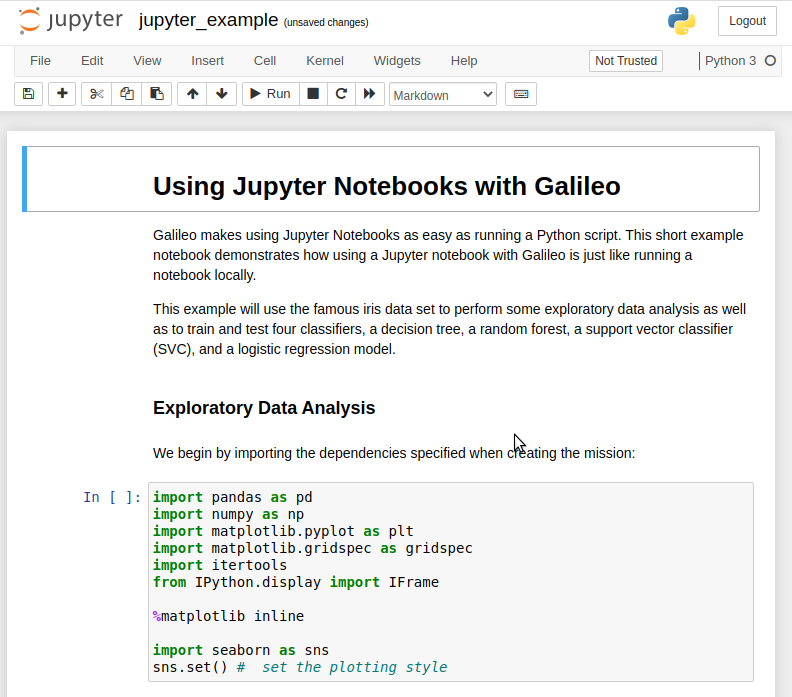 jupyter jupyter_example (unsaved changes) Logout
File Edit View Insert Cell Kernel Widgets Help Not Trusted Python 3
Run Markdown
Using Jupyter Notebooks with Galileo
Galileo makes using Jupyter Notebooks as easy as running a Python script. This short example
notebook demonstrates how using a Jupyter notebook with Galileo is just like running a
notebook locally.
This example will use the famous iris data set to perform some exploratory data analysis as well
as to train and test four classifiers, a decision tree, a random forest, a support vector classifier
(SVC), and a logistic regression model.
Exploratory Data Analysis
We begin by importing the dependencies specified when creating the mission:
In [ ]: import pandas as pd
import numpy as np
import matplotlib.pyplot as plt
import matplotlib.gridspec as gridspec
import itertools
from IPython.display import IFrame
%matplotlib inline
import seaborn as sns
sns.set() #  set the plotting style